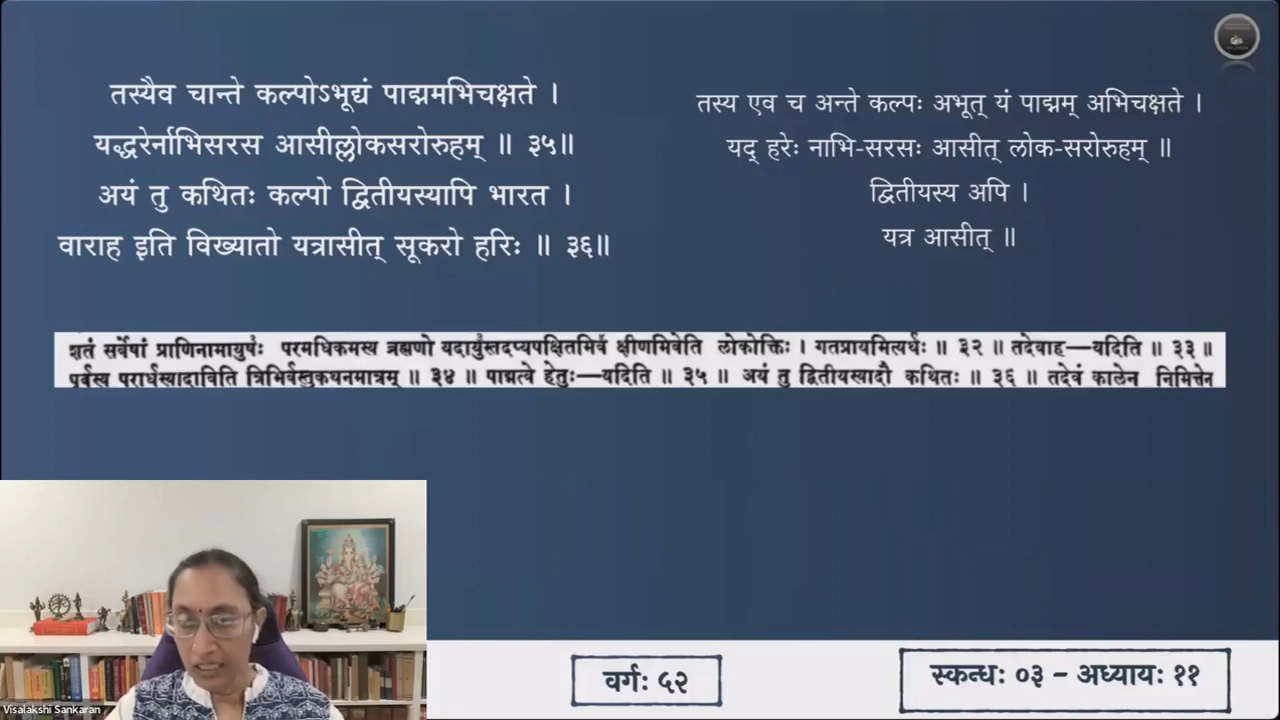 तस्यैव चान्ते कल्पोऽभूद्यं पाद्ममभिचक्षते ।
यद्धरेर्नाभिसरस आसील्लोकसरोरुहम् ॥ ३५॥
अयं तु कथितः कल्पो द्वितीयस्यापि भारत ।
वाराह इति विख्यातो यत्रासीत् सूकरो हरिः ॥ ३६॥
तस्य एव च अन्ते कल्पः अभूत् यं पाद्मम् अभिचक्षते ।
यद् हरेः नाभि-सरसः आसीत् लोक-सरोरुहम् ॥
द्वितीयस्य अपि ।
यत्र आसीत् ॥
शतं सर्वेषां प्राणिनामायुषः परमधिकमस्य ब्रह्मणो यदायुस्तदप्यपक्षितमिव क्षीणमिवेति लोकोक्तिः । गतप्रायमित्यर्थः ॥ ३२ ॥ तदेवाह—यदिति ॥ ३३ ॥
पूर्वस्य परार्धस्यादाविति त्रिभिर्वस्तुकथनमात्रम् ॥ ३४ ॥ पाद्मत्वे हेतुः—यदिति ॥ ३५ ॥ अयं तु द्वितीयस्यादौ कथितः ॥ ३६ ॥ तदेवं कालेन निमित्तेन
Visalakshi Sankaran
वर्गः ५२
स्कन्धः ०३ – अध्यायः ११